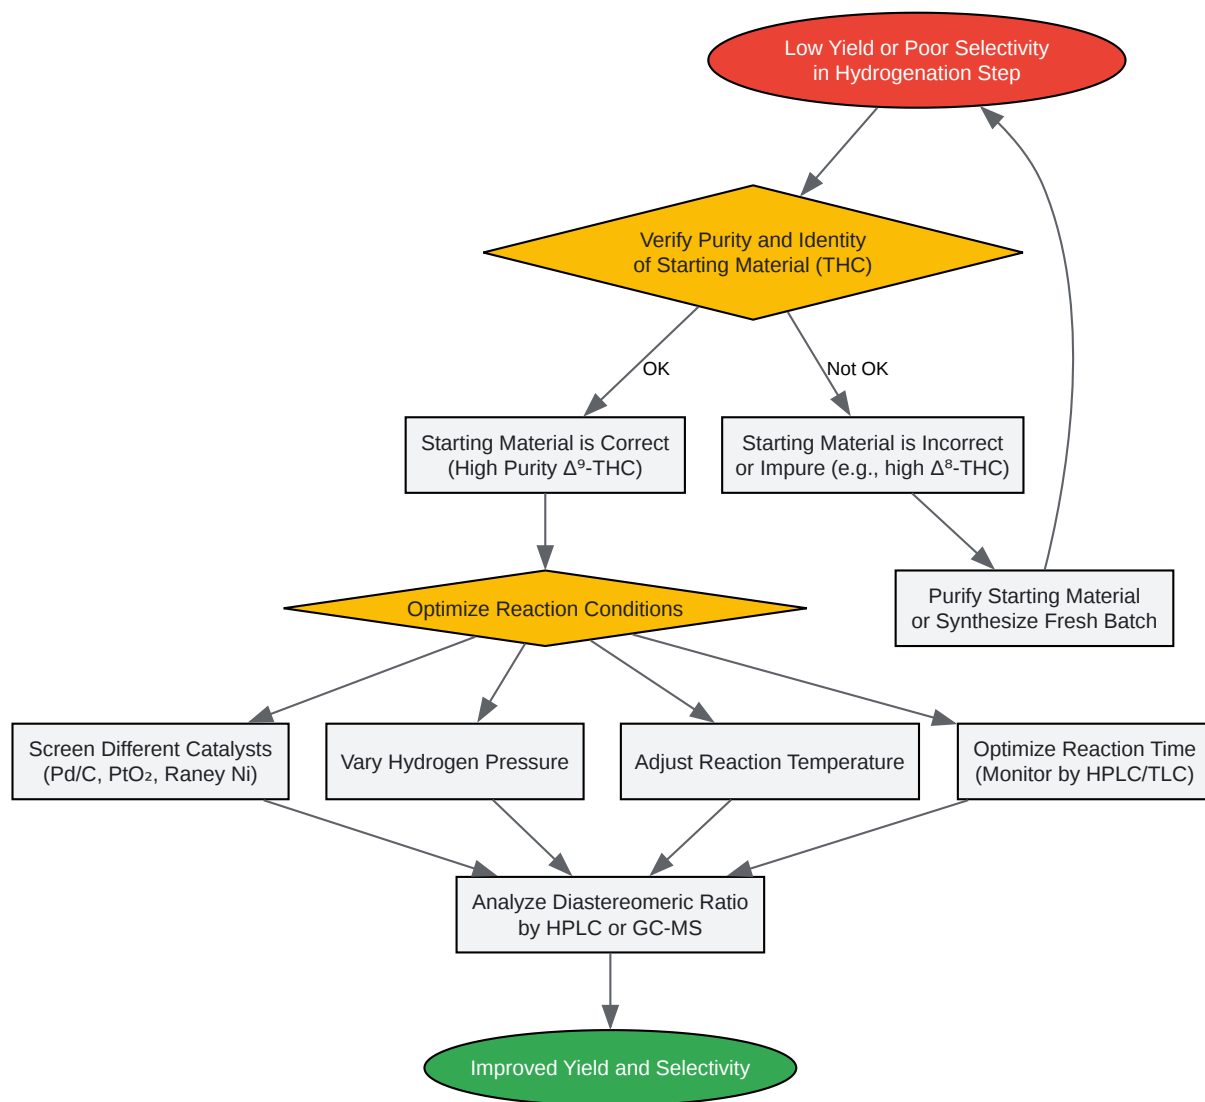 Low Yield or Poor Selectivity
in Hydrogenation Step
Verify Purity and Identity
of Starting Material (THC)
OK
Not OK
Starting Material is Correct
(High Purity Δ⁹-THC)
Starting Material is Incorrect
or Impure (e.g., high Δ⁸-THC)
Optimize Reaction Conditions
Purify Starting Material
or Synthesize Fresh Batch
Screen Different Catalysts
(Pd/C, PtO₂, Raney Ni)
Vary Hydrogen Pressure
Adjust Reaction Temperature
Optimize Reaction Time
(Monitor by HPLC/TLC)
Analyze Diastereomeric Ratio
by HPLC or GC-MS
Improved Yield and Selectivity